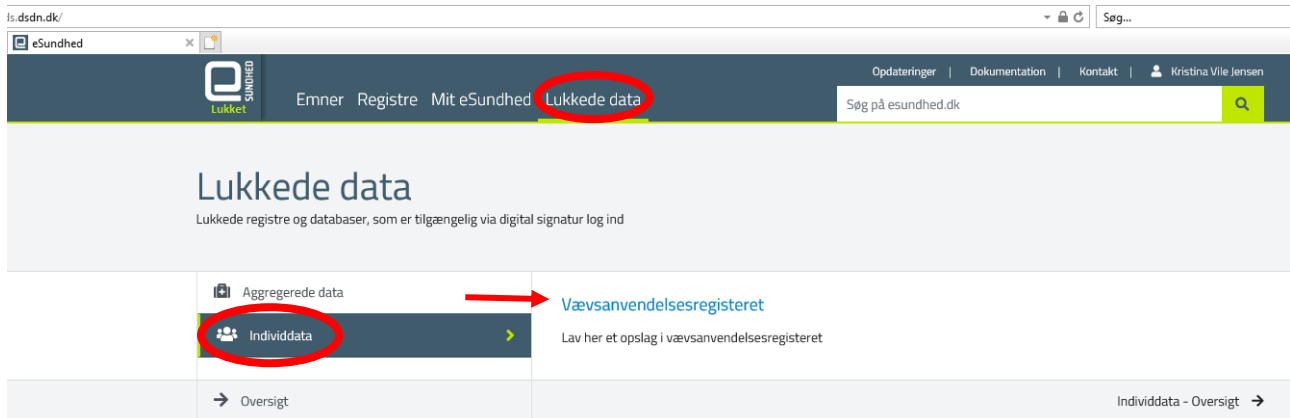 ls.dsdn.dk/
Søg...
eSundhed
Opdateringer | Dokumentation | Kontakt | Kristina Vile Jensen
SUNDHED
Lukket
Emner Registre Mit eSundhed Lukkede data
Søg på esundhed.dk
Lukkede data
Lukkede registre og databaser, som er tilgængelig via digital signatur log ind
Aggregerede data
Individdata
Vævsanvendelsesregisteret
Lav her et opslag i vævsanvendelsesregisteret
Oversigt
Individdata - Oversigt